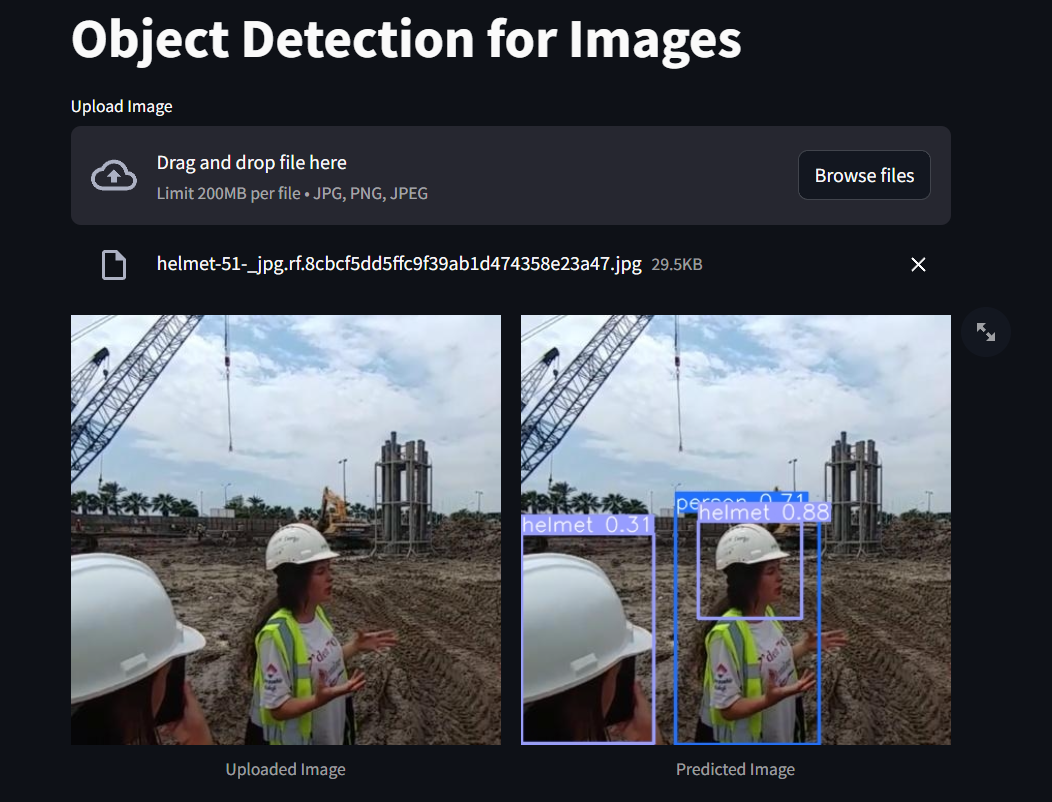 Object Detection for Images
Upload Image
Drag and drop file here
Limit 200MB per file • JPG, PNG, JPEG
Browse files
helmet-51-_jpg.rf.8cbcf5dd5ffc9f39ab1d474358e23a47.jpg 29.5KB
person 0.71
helmet 0.88
helmet 0.31
Uploaded Image
Predicted Image